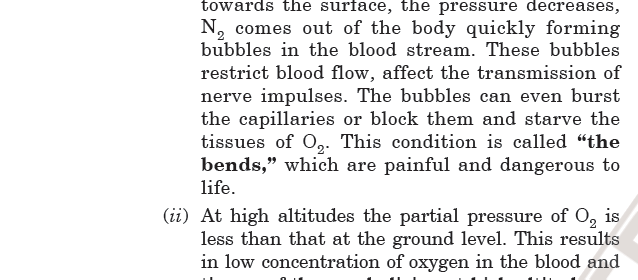 towards the surface, the pressure decreases,
N₂ comes out of the body quickly forming
bubbles in the blood stream. These bubbles
restrict blood flow, affect the transmission of
nerve impulses. The bubbles can even burst
the capillaries or block them and starve the
tissues of O₂. This condition is called “the
bends,” which are painful and dangerous to
life.
(ii) At high altitudes the partial pressure of O₂ is
less than that at the ground level. This results
in low concentration of oxygen in the blood and